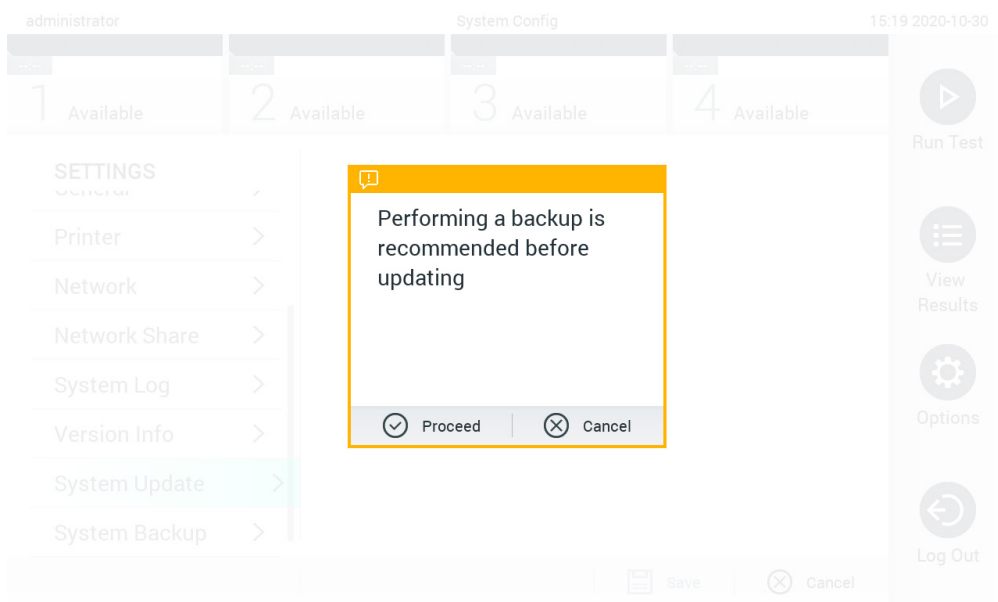 administrator System Config 15:19 2020-10-30
1 Available 2 Available 3 Available 4 Available
Run Test
SETTINGS
General
Printer
Network
Network Share
System Log
Version Info
System Update
System Backup
Performing a backup is
recommended before
updating
Proceed Cancel
View
Results
Options
Log Out
Save Cancel